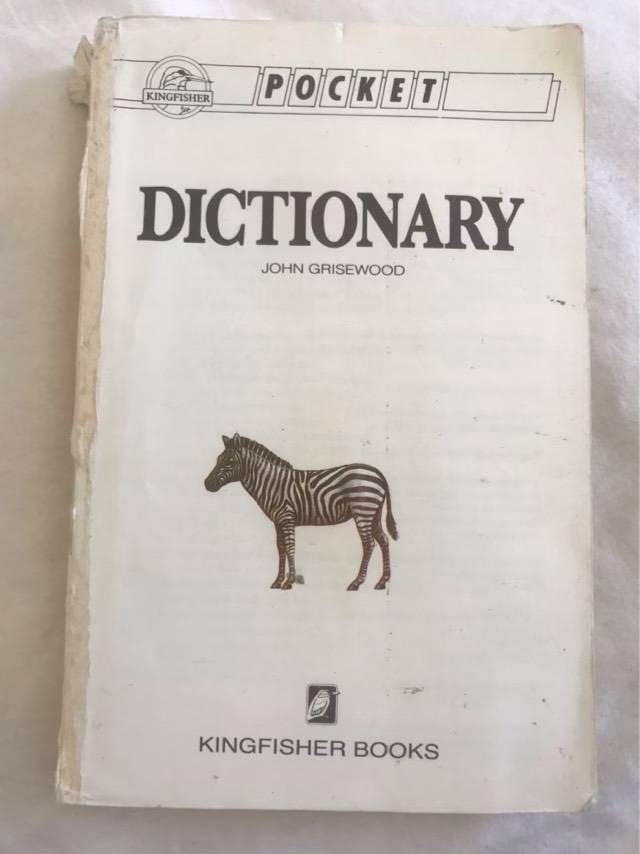 KINGFISHER
POCKET
DICTIONARY
JOHN GRISEWOOD
KINGFISHER BOOKS